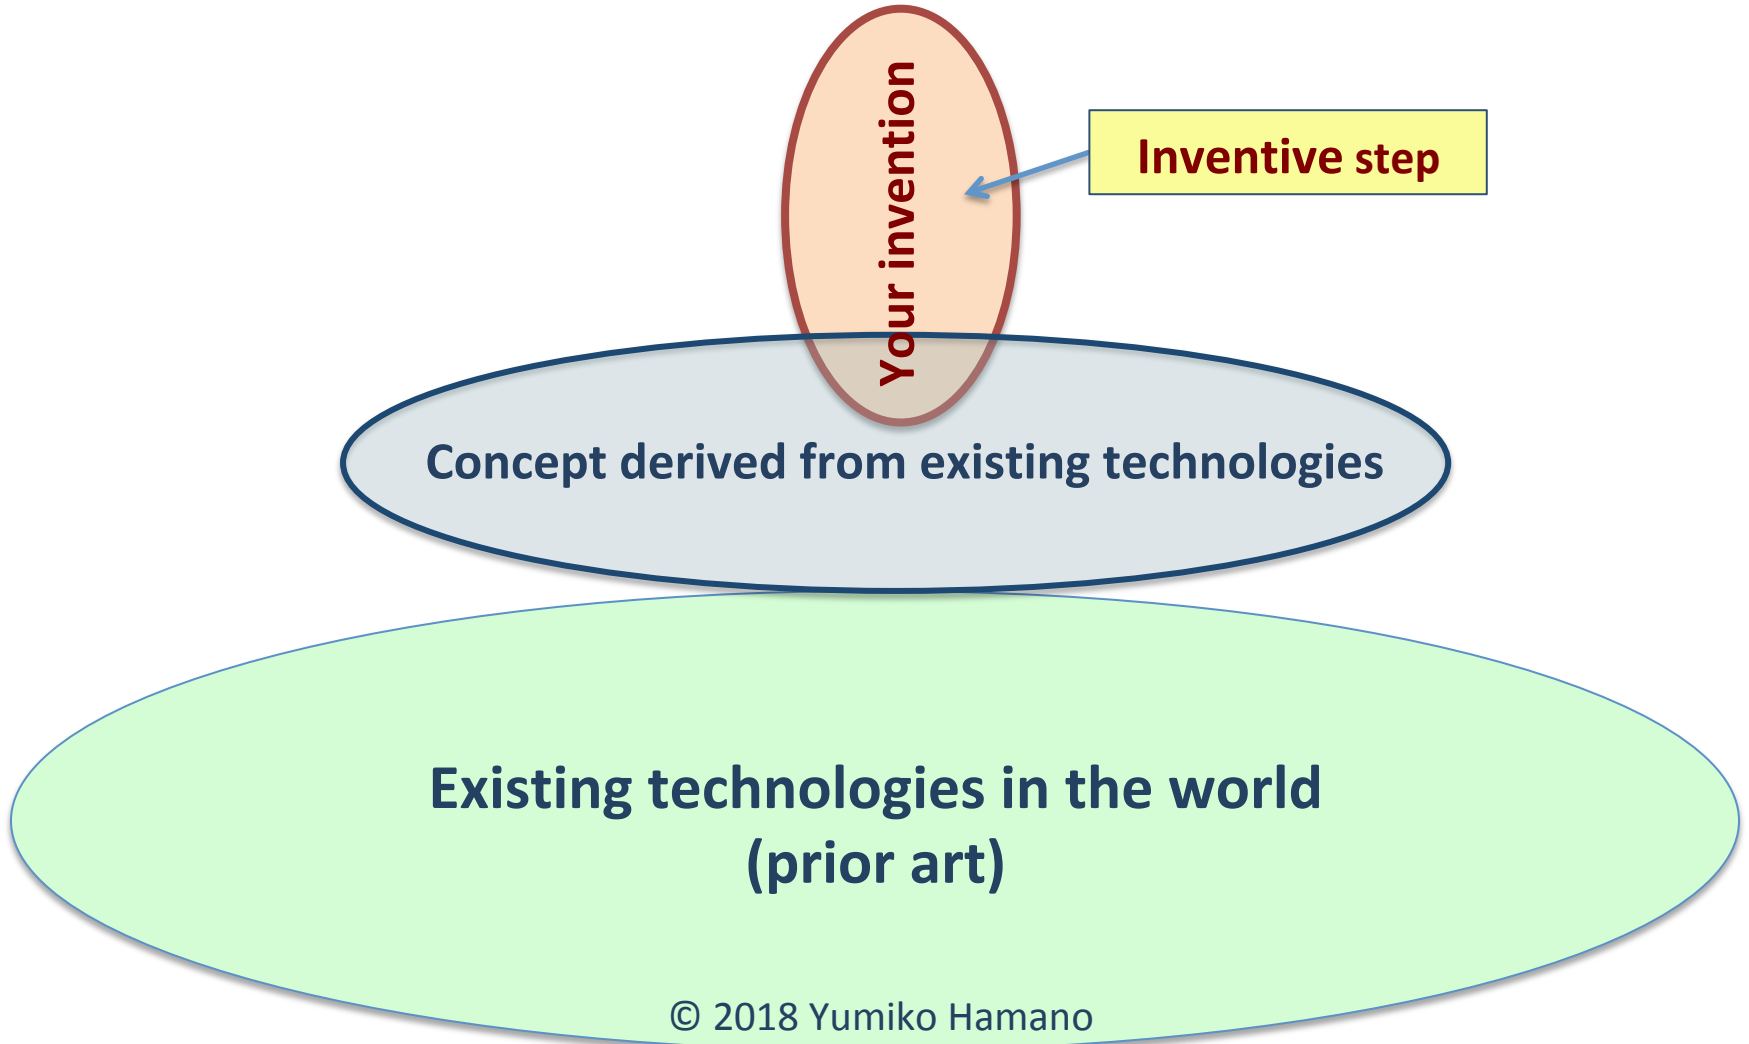 Your invention
Inventive step
Concept derived from existing technologies
Existing technologies in the world
(prior art)
© 2018 Yumiko Hamano